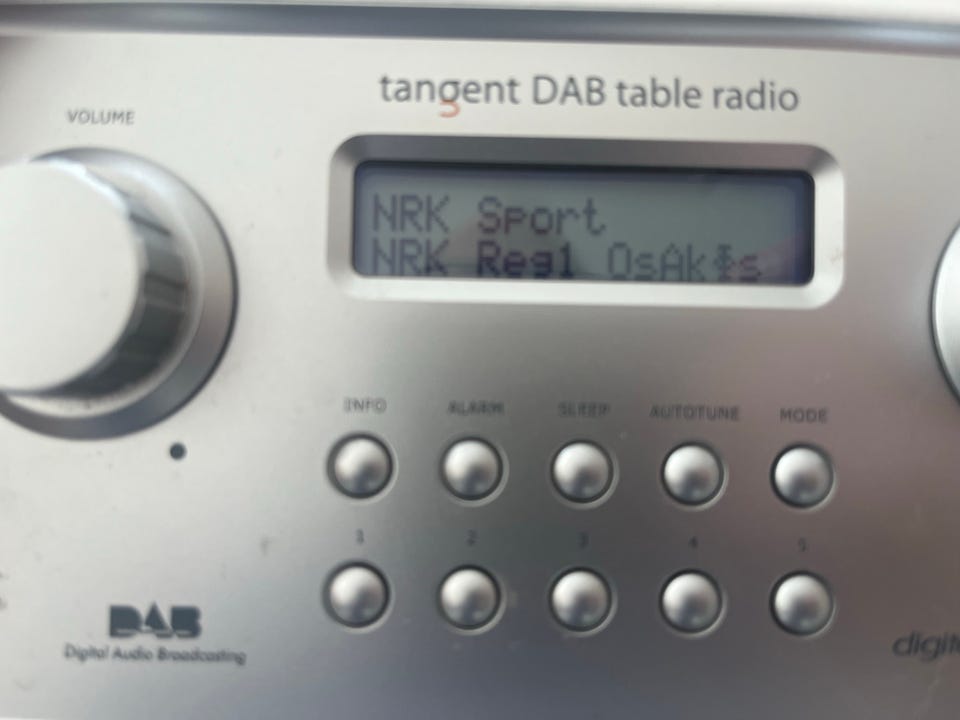 tangent DAB table radio
VOLUME
NRK Sport
NRK Reg1
INFO ALARM SLEEP AUTOTUNE MODE
1 2 3 4 5
DAB
Digital Audio Broadcasting